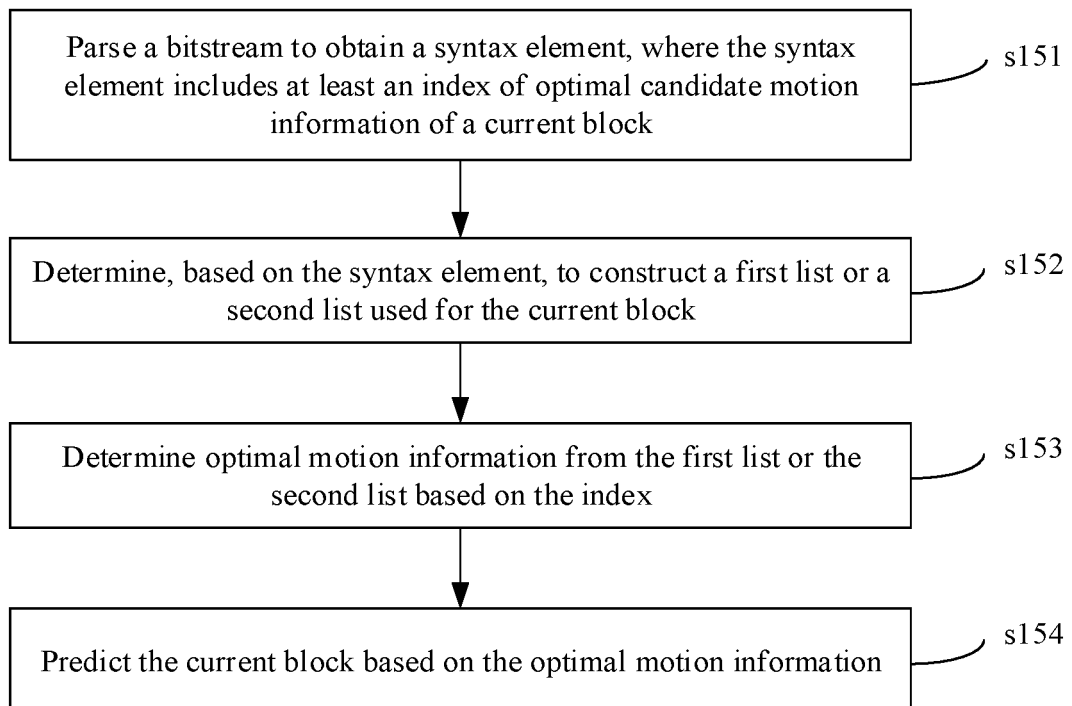 Parse a bitstream to obtain a syntax element, where the syntax
element includes at least an index of optimal candidate motion
information of a current block
s151
Determine, based on the syntax element, to construct a first list or a
second list used for the current block
s152
Determine optimal motion information from the first list or the
second list based on the index
s153
Predict the current block based on the optimal motion information
s154